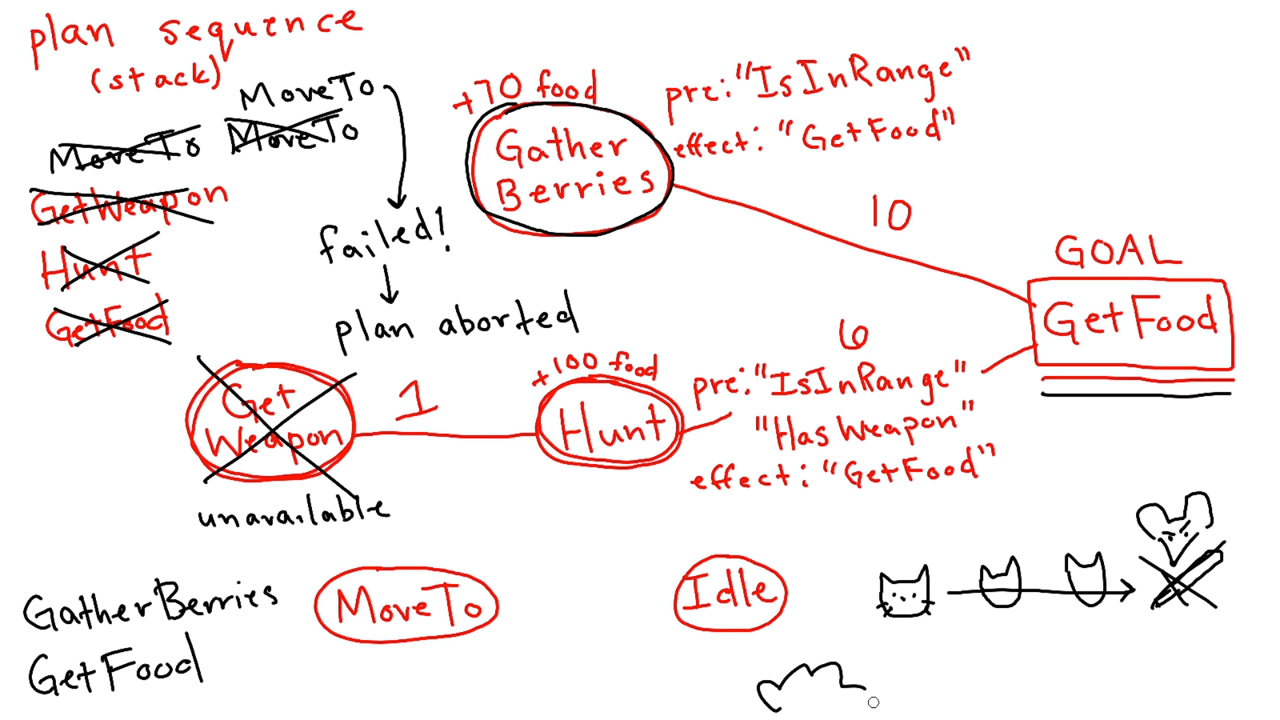 plan sequence
(stack)
MoveTo
MoveTo MoveTo
GetWeapon
Hunt
GetFood
failed!
plan aborted
+70 food
Gather
Berries
pre: "IsInRange"
effect: "GetFood"
10
GOAL
GetFood
6
Get
Weapon
1
unavailable
+100 food
Hunt
pre: "IsInRange"
"HasWeapon"
effect: "GetFood"
GatherBerries
GetFood
MoveTo
Idle